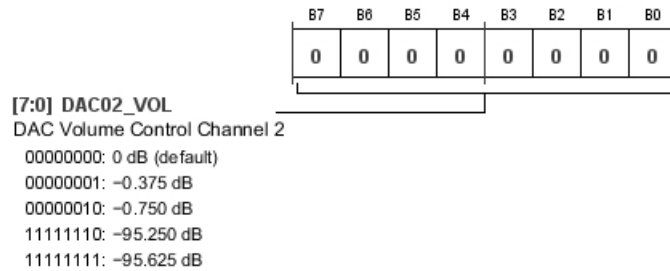 B7 B6 B5 B4 B3 B2 B1 B0
0 0 0 0 0 0 0 0
[7:0] DAC02_VOL
DAC Volume Control Channel 2
00000000: 0 dB (default)
00000001: −0.375 dB
00000010: −0.750 dB
11111110: −95.250 dB
11111111: −95.625 dB